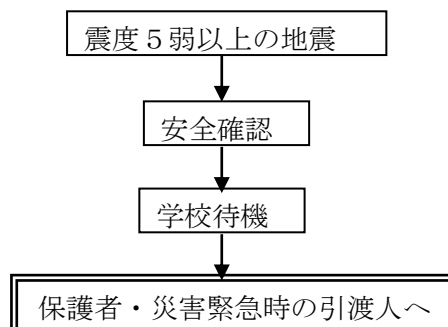 震度５弱以上の地震
安全確認
学校待機
保護者・災害緊急時の引渡人へ